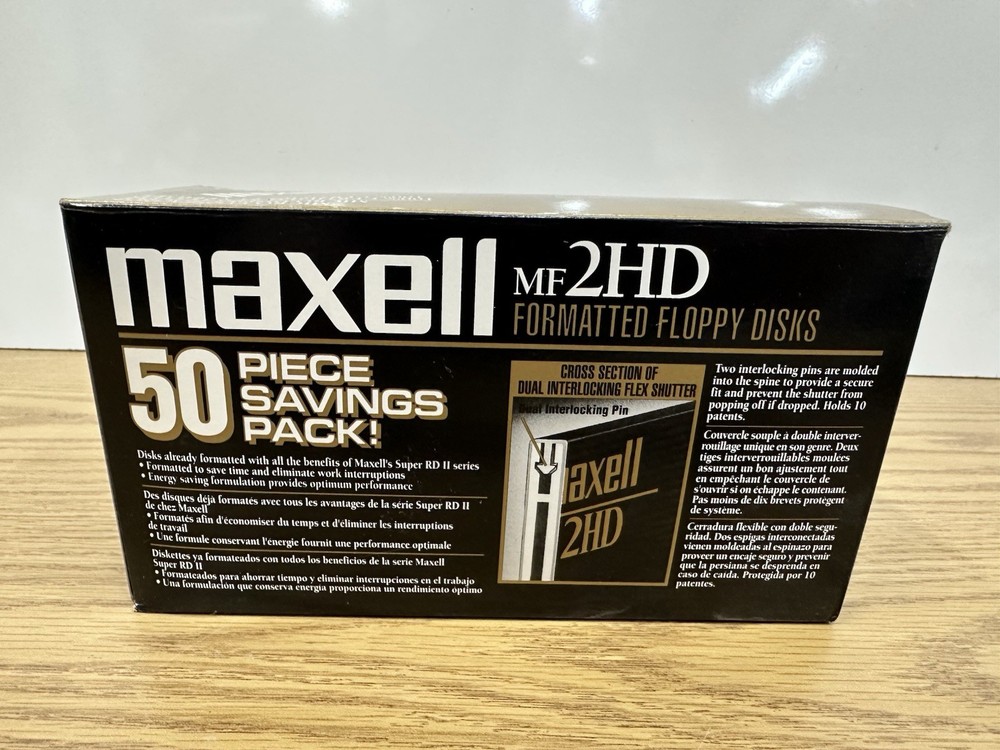 maxell MF 2HD
FORMATTED FLOPPY DISKS
50 PIECE
SAVINGS
PACK!
Disks already formatted with all the benefits of Maxell's Super RD II series
• Formatted to save time and eliminate work interruptions
• Energy saving formulation provides optimum performance
Des disques déjà formatés avec tous les avantages de la série Super RD II
de chez Maxell
• Formatés afin d'économiser du temps et d'éliminer les interruptions
de travail
• Une formule conservant l'energie fournit une performance optimale
Diskettes ya formateados con todos los beneficios de la serie Maxell
Super RD II
• Formateados para ahorrar tiempo y eliminar interrupciones en el trabajo
• Una formulación que conserva energia proporciona un rendimiento óptimo
CROSS SECTION OF
DUAL INTERLOCKING FLEX SHUTTER
Dual Interlocking Pin
axell
2HD
Two interlocking pins are molded
into the spine to provide a secure
fit and prevent the shutter from
popping off if dropped. Holds 10
patents.
Couvercle souple à double interver-
rouillage unique en son genre. Deux
tiges interverrouillables moulées
assurent un bon ajustement tout
en empêchant le couvercle de
s'ouvrir si on échappe le contenant.
Pas moins de dix brevets protègent
de système.
Cerradura flexible con doble segu-
ridad. Dos espigas interconectadas
vienen moldeadas al espinazo para
proveer un encaje seguro y prevenir
que la persiana se desprenda en
caso de caída. Protegida por 10
patentes.